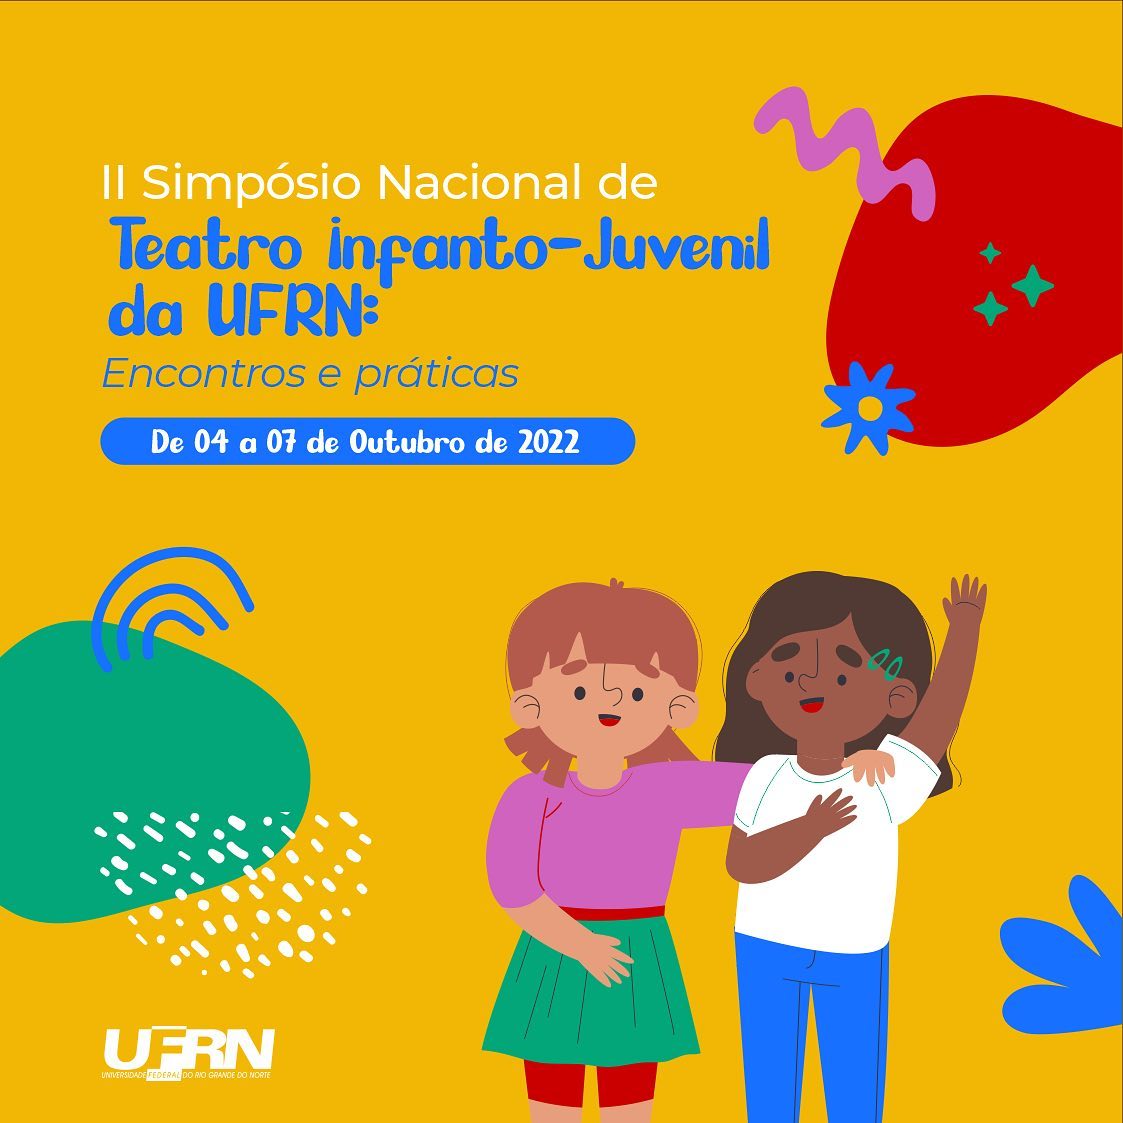 II Simpósio Nacional de
Teatro infanto-Juvenil
da UFRN:
Encontros e práticas
De 04 a 07 de Outubro de 2022
UFRN
UNIVERSIDADE FEDERAL DO RIO GRANDE DO NORTE